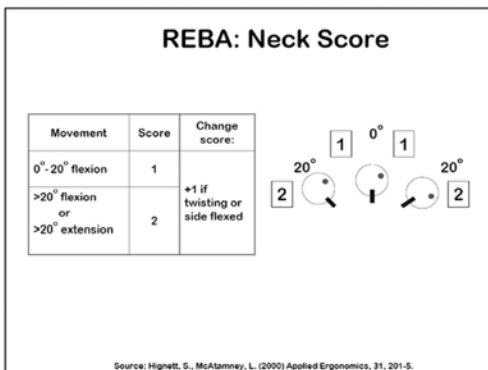 REBA: Neck Score
Movement Score Change score:
0°- 20° flexion 1
>20° flexion
or
>20° extension
2
+1 if
twisting or
side flexed
0°
1 1
20° 20°
2 2
Source: Hignett, S., McAtamney, L. (2000) Applied Ergonomics, 31, 201-5.